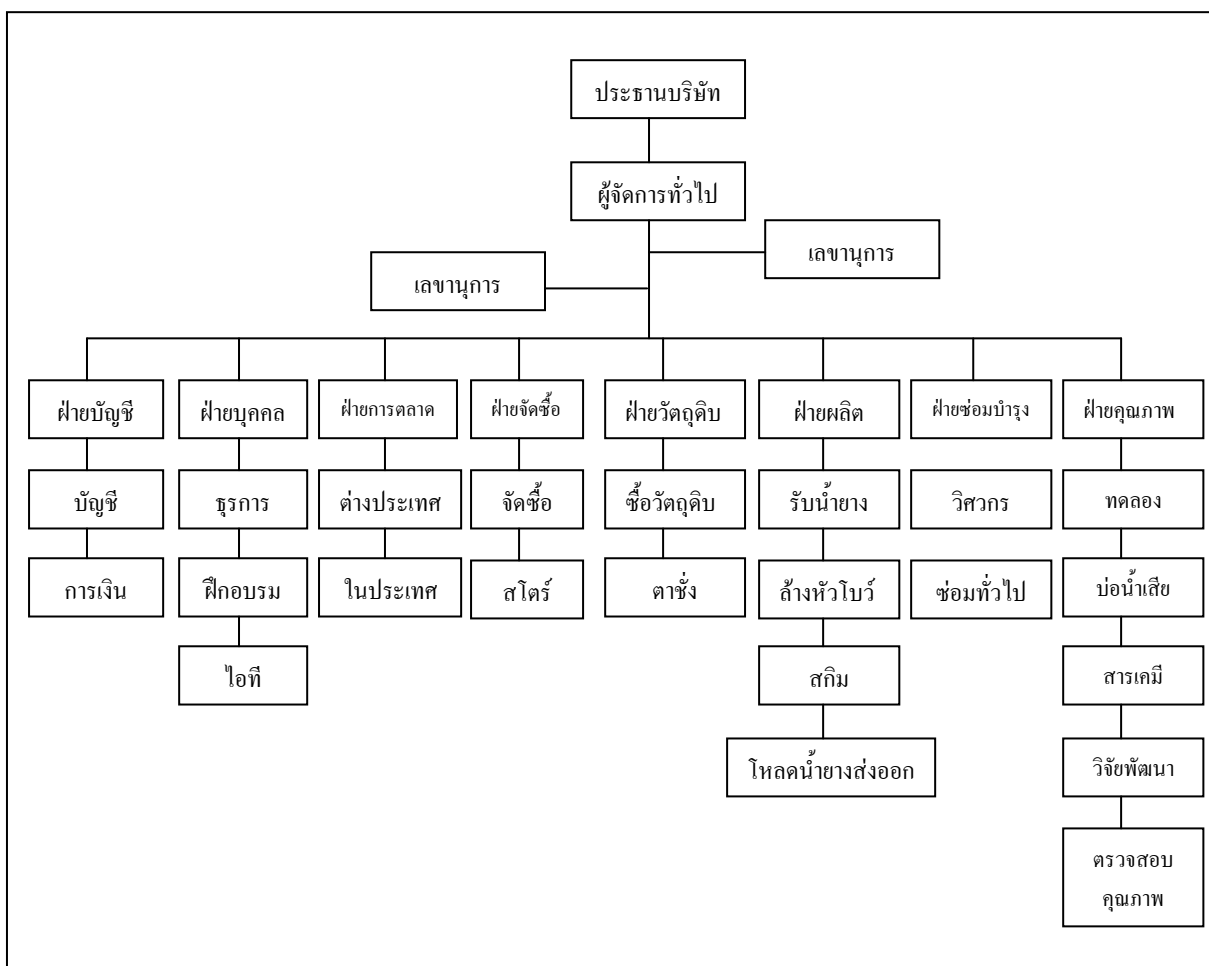 ประธานบริษัท
ผู้จัดการทั่วไป
เลขานุการ
เลขานุการ
ฝ่ายบัญชี
ฝ่ายบุคคล
ฝ่ายการตลาด
ฝ่ายจัดซื้อ
ฝ่ายวัตถุดิบ
ฝ่ายผลิต
ฝ่ายซ่อมบำรุง
ฝ่ายคุณภาพ
บัญชี
ธุรการ
ต่างประเทศ
จัดซื้อ
ซื้อวัตถุดิบ
รับน้ำยาง
วิศวกร
ทดลอง
การเงิน
ฝึกอบรม
ในประเทศ
สโตร์
ตาชั่ง
ล้างหัวโบว์
ซ่อมทั่วไป
บ่อน้ำเสีย
ไอที
สกิม
สารเคมี
โหลดน้ำยางส่งออก
วิจัยพัฒนา
ตรวจสอบ
คุณภาพ